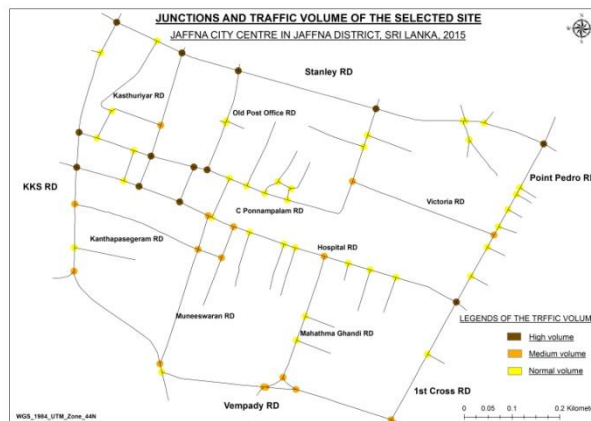 JUNCTIONS AND TRAFFIC VOLUME OF THE SELECTED SITE
JAFFNA CITY CENTRE IN JAFFNA DISTRICT, SRI LANKA, 2015
Stanley RD
Kasthuriyar RD
Old Post Office RD
KKS RD
Point Pedro RD
Victoria RD
C Ponnampalam RD
Kanthapasegeram RD
Hospital RD
Muneeswaran RD
Mahathma Ghandi RD
LEGENDS OF THE TRFFIC VOLUM
High volume
Medium volume
Normal volume
Vempady RD
1st Cross RD
0 0.05 0.1 0.2 Kilomet
WGS_1984_UTM_Zone_44N